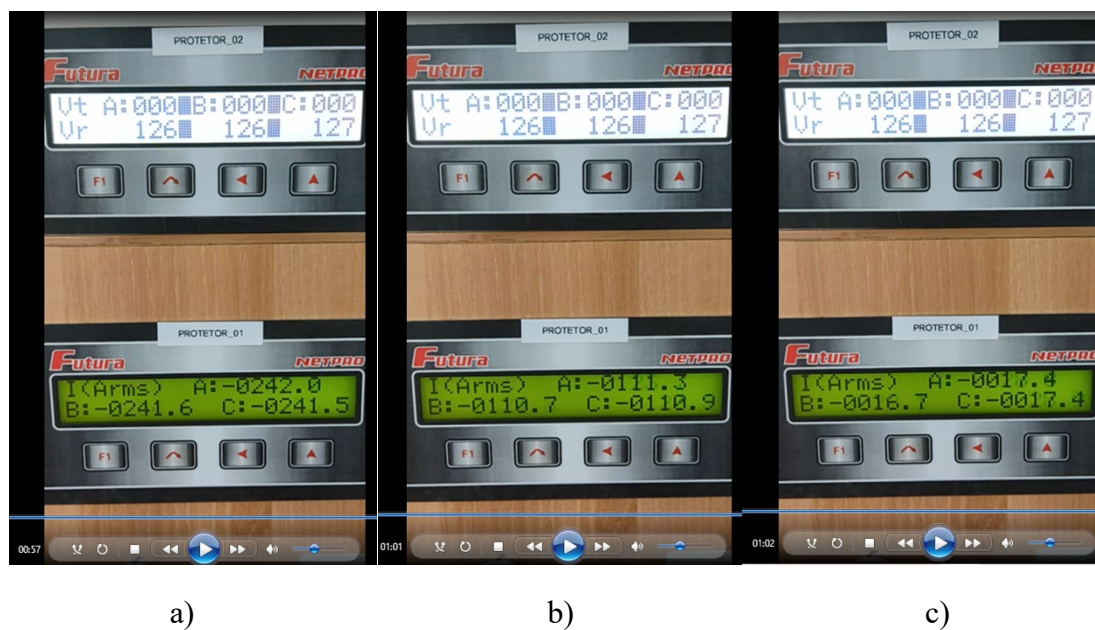 PROTETOR_02
Futura NETPRO
Vt A:000 B:000 C:000
Vr 126 126 127
F1
PROTETOR_01
Futura NETPRO
I(Arms) A:-0242.0
B:-0241.6 C:-0241.5
F1
00:57
a)
PROTETOR_02
Futura NETPRO
Vt A:000 B:000 C:000
Vr 126 126 127
F1
PROTETOR_01
Futura NETPRO
I(Arms) A:-0111.3
B:-0110.7 C:-0110.9
F1
01:01
b)
PROTETOR_02
Futura NETPRO
Vt A:000 B:000 C:000
Vr 126 126 127
F1
PROTETOR_01
Futura NETPRO
I(Arms) A:-0017.4
B:-0016.7 C:-0017.4
F1
01:02
c)